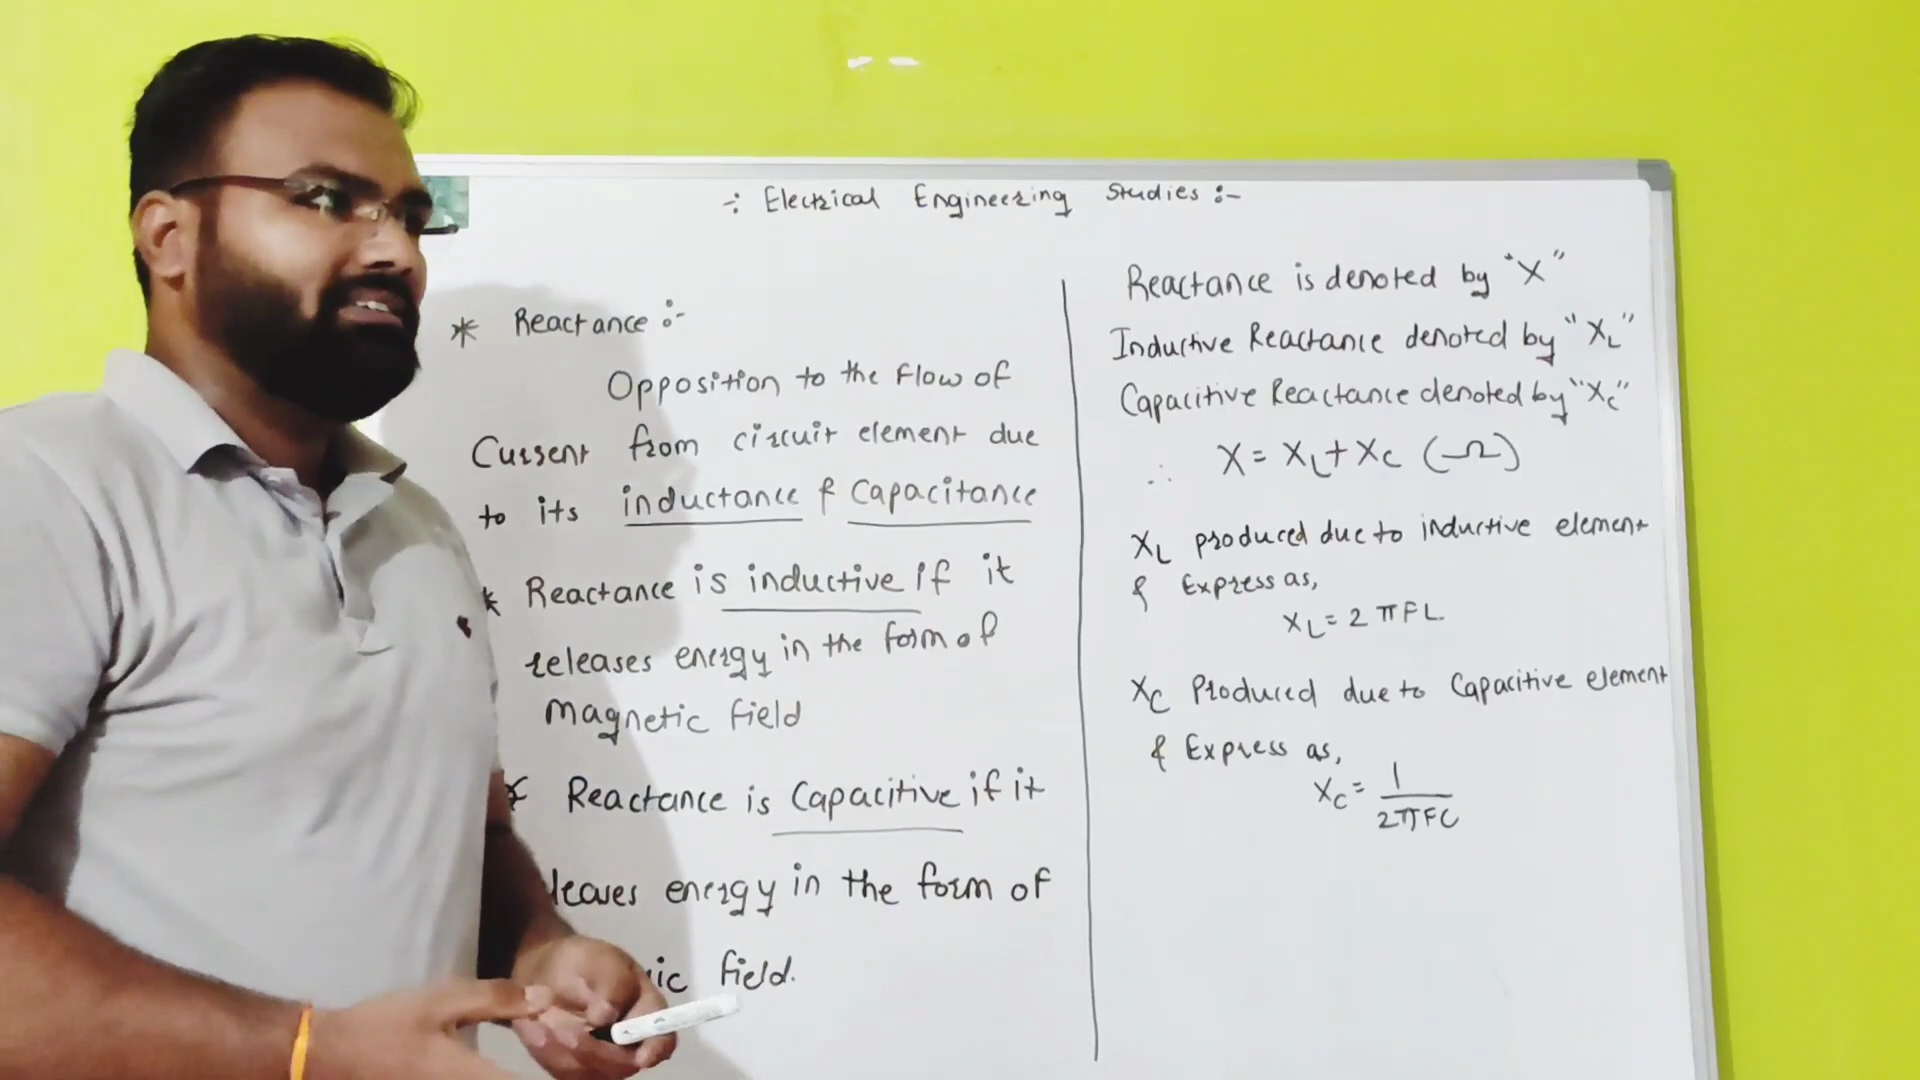 -: Electrical Engineering Studies :-
* Reactance :-
Opposition to the flow of
Current from circuit element due
to its inductance & Capacitance
* Reactance is inductive if it
releases energy in the form of
magnetic field
* Reactance is Capacitive if it
energy in the form of
field.
Reactance is denoted by "X"
Inductive Reactance denoted by "XL"
Capacitive Reactance denoted by "Xc"
∴ X = XL + XC (Ω)
XL produced due to inductive element
& Express as,
XL = 2πFL
XC Produced due to Capacitive element
& Express as,
XC = 1
2πFC